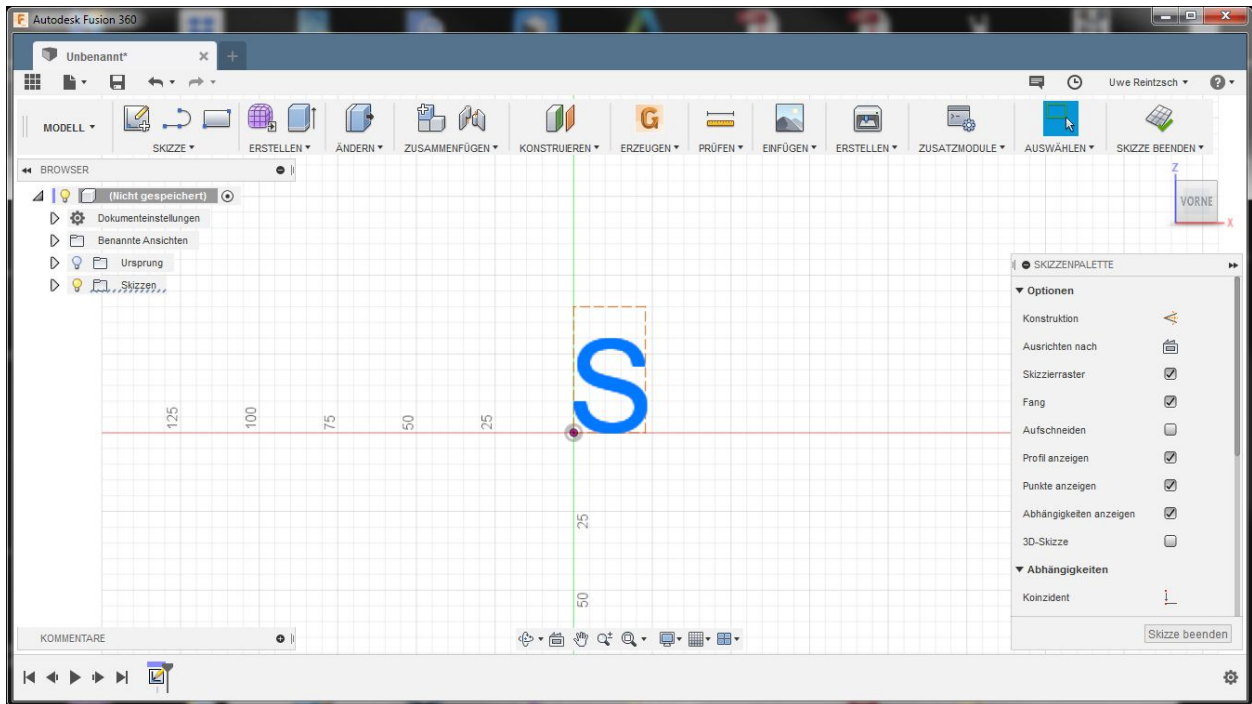 Autodesk Fusion 360
Unbenannt*
Uwe Reintzsch
MODELL
SKIZZE
ERSTELLEN
ÄNDERN
ZUSAMMENFÜGEN
KONSTRUIEREN
ERZEUGEN
PRÜFEN
EINFÜGEN
ERSTELLEN
ZUSATZMODULE
AUSWÄHLEN
SKIZZE BEENDEN
BROWSER
(Nicht gespeichert)
Dokumenteinstellungen
Benannte Ansichten
Ursprung
Skizzen
Z
VORNE
X
S
125
100
75
50
25
25
50
SKIZZENPALETTE
Optionen
Konstruktion
Ausrichten nach
Skizzierraster
Fang
Aufschneiden
Profil anzeigen
Punkte anzeigen
Abhängigkeiten anzeigen
3D-Skizze
Abhängigkeiten
Koinzident
Skizze beenden
KOMMENTARE